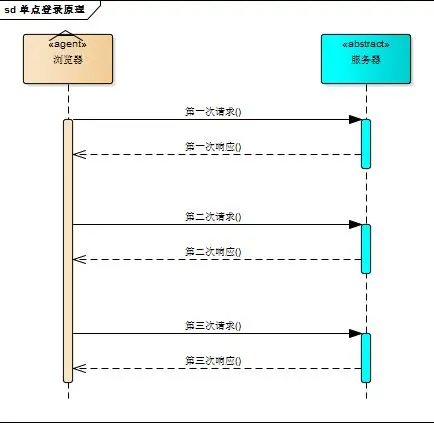 sd 单点登录原理
«agent»
浏览器
«abstract»
服务器
第一次请求()
第一次响应()
第二次请求()
第二次响应()
第三次请求()
第三次响应()